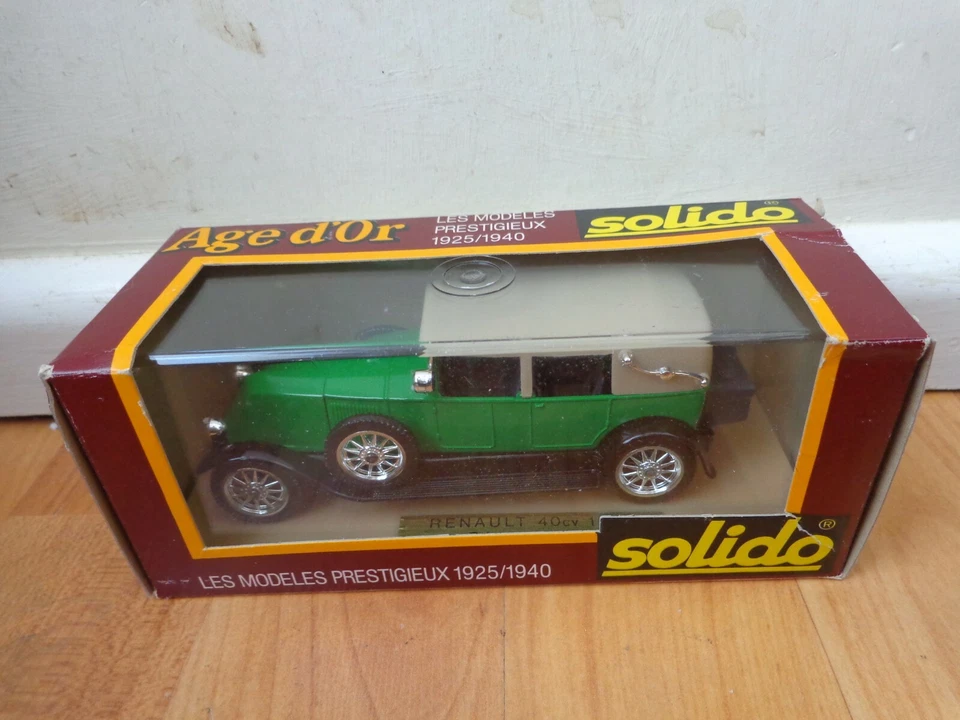 Age d'Or
LES MODELES
PRESTIGIEUX
1925/1940
solido ®
RENAULT 40cv
solido ®
LES MODELES PRESTIGIEUX 1925/1940